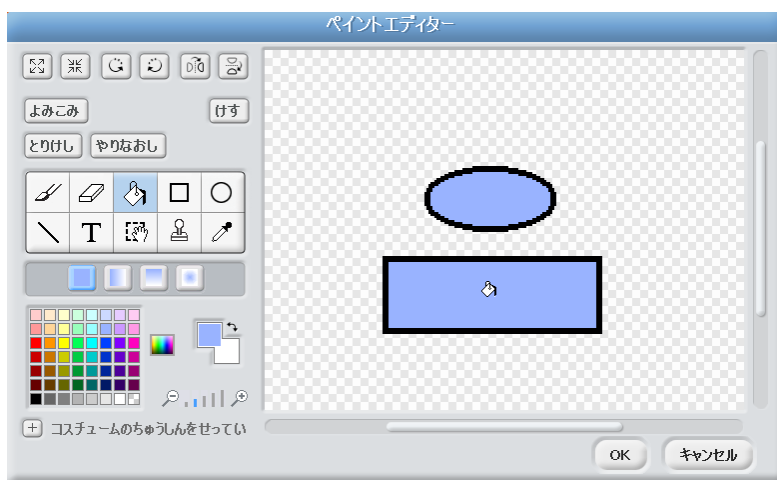 ペイントエディター
よみこみ けす
とりけし やりなおし
T
コスチュームのちゅうしんをせってい
OK キャンセル